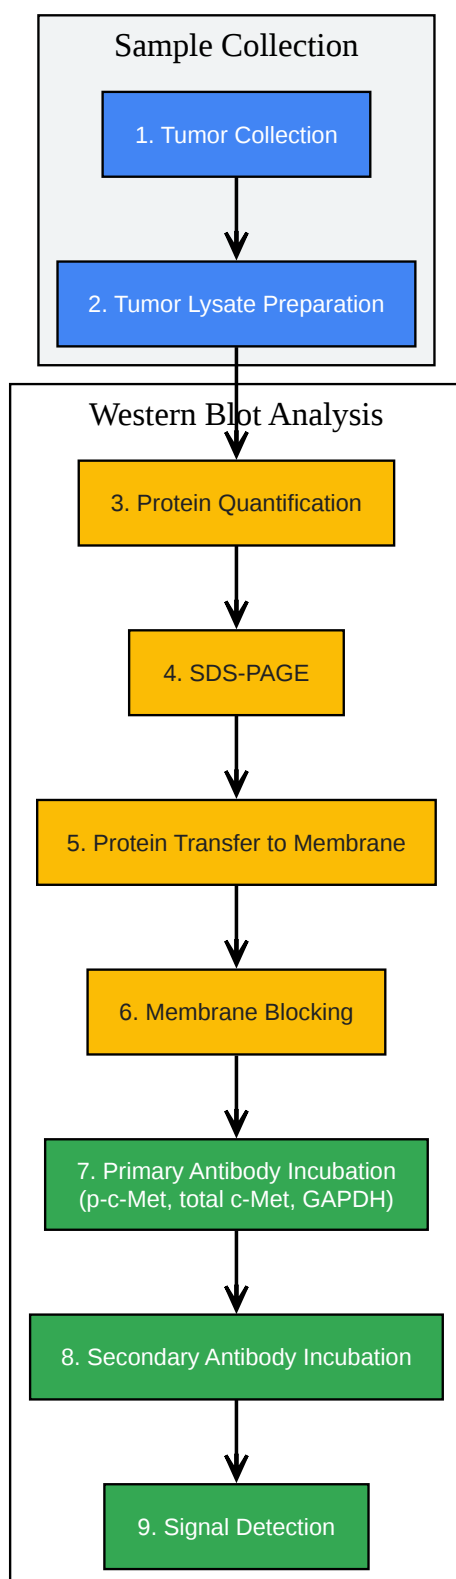 Sample Collection
1. Tumor Collection
2. Tumor Lysate Preparation
Western Blot Analysis
3. Protein Quantification
4. SDS-PAGE
5. Protein Transfer to Membrane
6. Membrane Blocking
7. Primary Antibody Incubation
(p-c-Met, total c-Met, GAPDH)
8. Secondary Antibody Incubation
9. Signal Detection